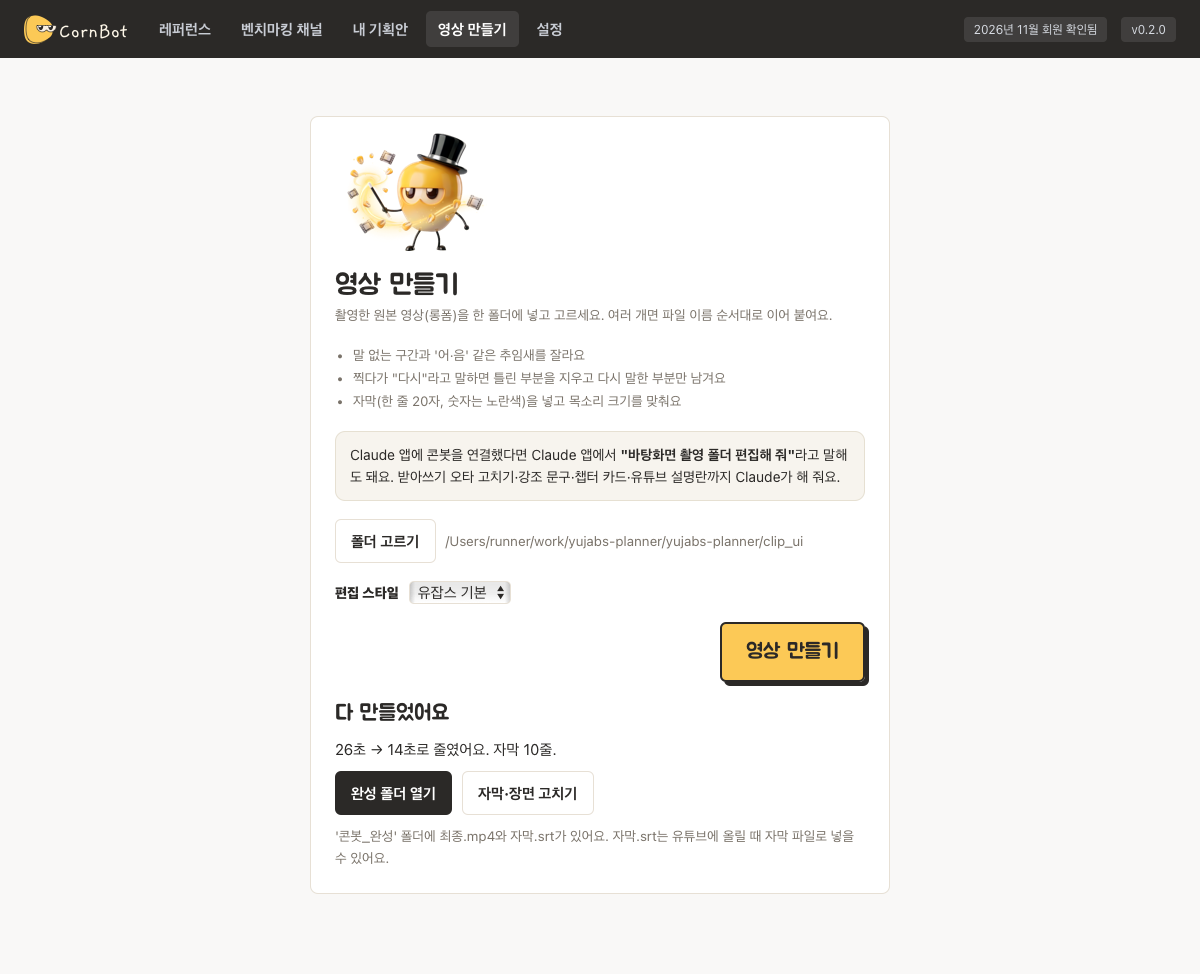 CornBot 레퍼런스 벤치마킹 채널 내 기획안 영상 만들기 설정 2026년 11월 회원 확인됨 v0.2.0
영상 만들기
촬영한 원본 영상(롱폼)을 한 폴더에 넣고 고르세요. 여러 개면 파일 이름 순서대로 이어 붙여요.
• 말 없는 구간과 '어·음' 같은 추임새를 잘라요
• 찍다가 "다시"라고 말하면 틀린 부분을 지우고 다시 말한 부분만 남겨요
• 자막(한 줄 20자, 숫자는 노란색)을 넣고 목소리 크기를 맞춰요
Claude 앱에 콘봇을 연결했다면 Claude 앱에서 "바탕화면 촬영 폴더 편집해 줘"라고 말해
도 돼요. 받아쓰기 오타 고치기·강조 문구·챕터 카드·유튜브 설명란까지 Claude가 해 줘요.
폴더 고르기 /Users/runner/work/yujabs-planner/yujabs-planner/clip_ui
편집 스타일 유잡스 기본
영상 만들기
다 만들었어요
26초 → 14초로 줄였어요. 자막 10줄.
완성 폴더 열기 자막·장면 고치기
'콘봇_완성' 폴더에 최종.mp4와 자막.srt가 있어요. 자막.srt는 유튜브에 올릴 때 자막 파일로 넣을
수 있어요.